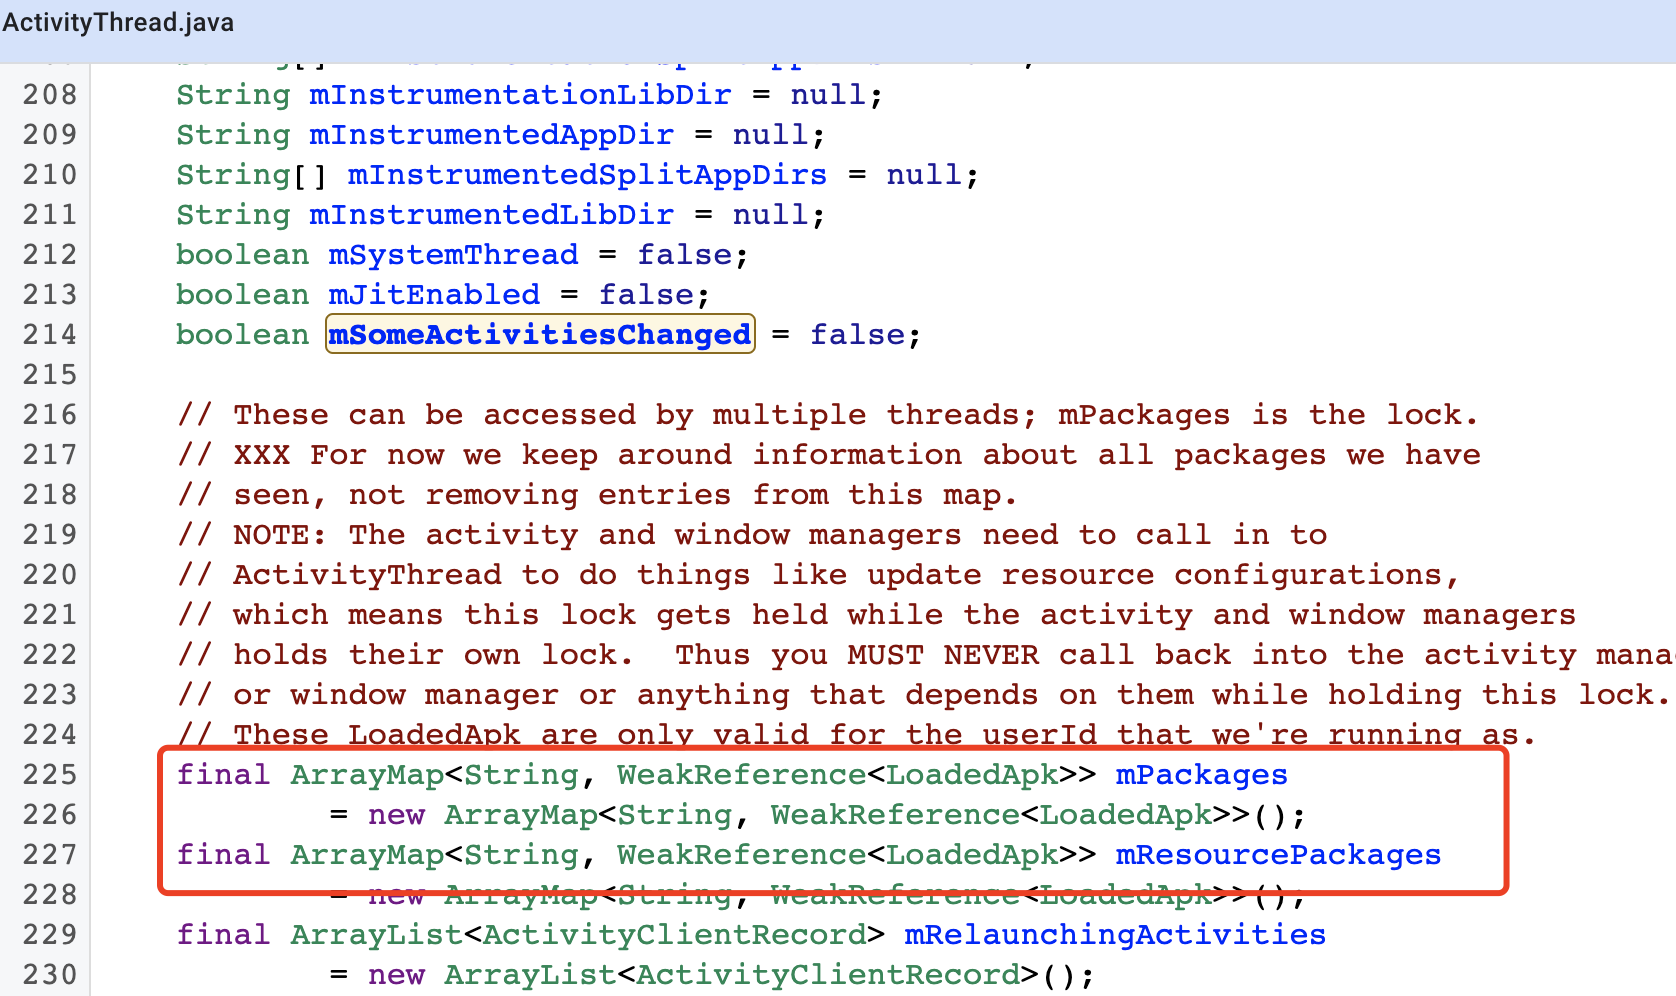 ActivityThread.java
208 String mInstrumentationLibDir = null;
209 String mInstrumentedAppDir = null;
210 String[] mInstrumentedSplitAppDirs = null;
211 String mInstrumentedLibDir = null;
212 boolean mSystemThread = false;
213 boolean mJitEnabled = false;
214 boolean mSomeActivitiesChanged = false;
215
216 // These can be accessed by multiple threads; mPackages is the lock.
217 // XXX For now we keep around information about all packages we have
218 // seen, not removing entries from this map.
219 // NOTE: The activity and window managers need to call in to
220 // ActivityThread to do things like update resource configurations,
221 // which means this lock gets held while the activity and window managers
222 // holds their own lock.  Thus you MUST NEVER call back into the activity mana
223 // or window manager or anything that depends on them while holding this lock.
224 // These LoadedApk are only valid for the userId that we're running as.
225 final ArrayMap<String, WeakReference<LoadedApk>> mPackages
226 = new ArrayMap<String, WeakReference<LoadedApk>>();
227 final ArrayMap<String, WeakReference<LoadedApk>> mResourcePackages
228 = new ArrayMap<String, WeakReference<LoadedApk>>();
229 final ArrayList<ActivityClientRecord> mRelaunchingActivities
230 = new ArrayList<ActivityClientRecord>();